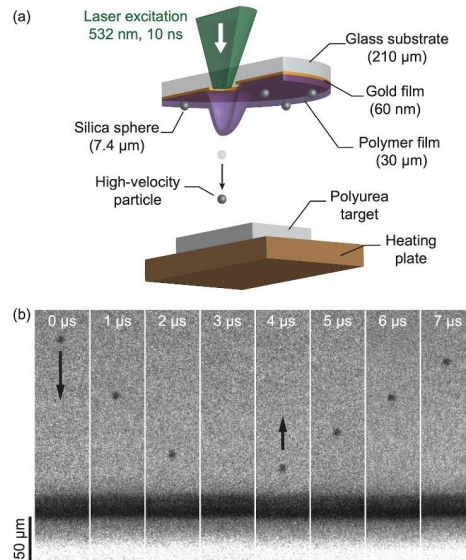 (a)
Laser excitation
532 nm, 10 ns
Glass substrate
(210 µm)
Gold film
(60 nm)
Silica sphere
(7.4 µm)
Polymer film
(30 µm)
High-velocity
particle
Polyurea
target
Heating
plate
(b)
0 µs 1 µs 2 µs 3 µs 4 µs 5 µs 6 µs 7 µs
50 µm